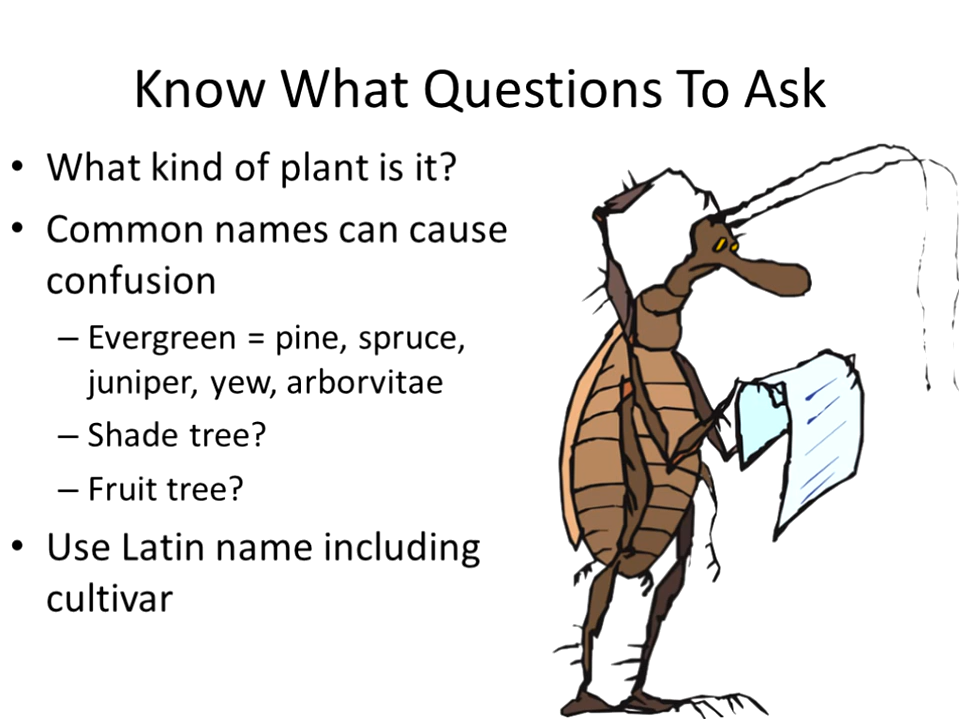 Know What Questions To Ask
• What kind of plant is it?
• Common names can cause
confusion
– Evergreen = pine, spruce,
juniper, yew, arborvitae
– Shade tree?
– Fruit tree?
• Use Latin name including
cultivar